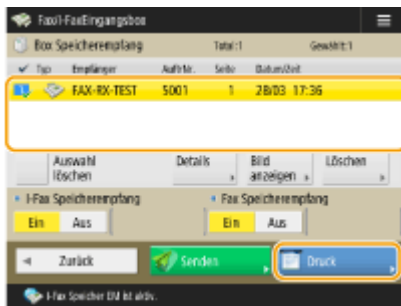 Fax/I-FaxEingangsbox
Box Speicherempfang Total:1 Gewählt:1
Typ Empfänger AuftrNr. Seite Datum/Zeit
FAX-RX-TEST 5001 1 28/03 17:36
Auswahl löschen Details Bild anzeigen Löschen
I-Fax Speicherempfang Fax Speicherempfang
Ein Aus Ein Aus
Zurück Senden Druck
I-Fax Speicher EM ist aktiv.